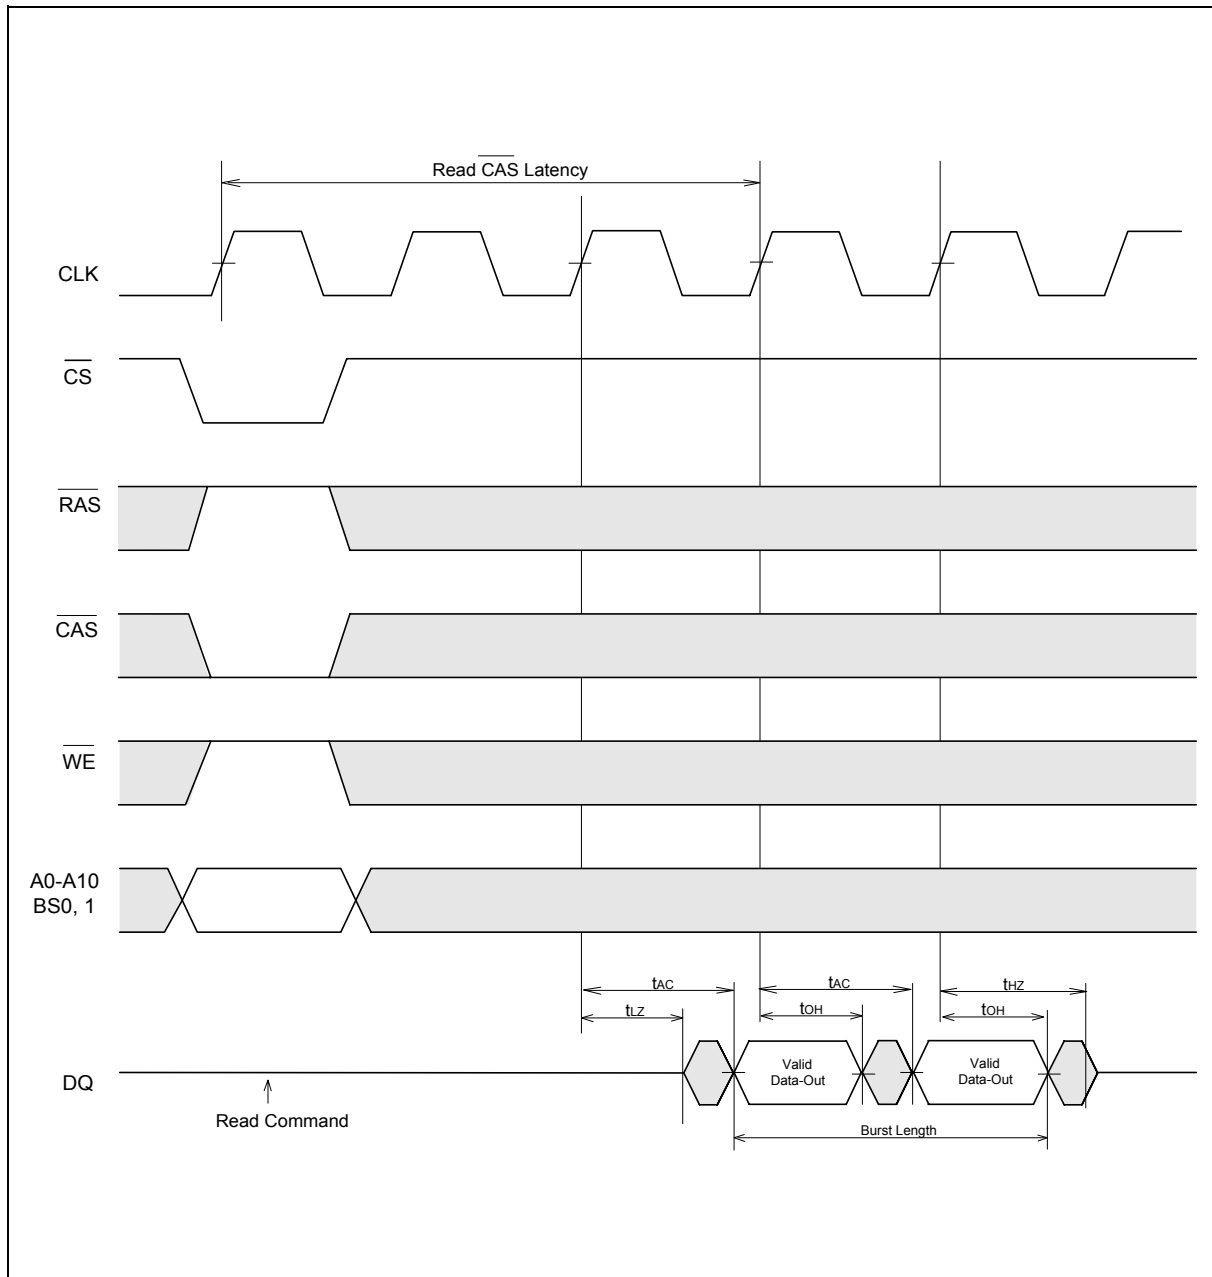 Read CAS Latency
CLK
CS
RAS
CAS
WE
A0-A10
BS0, 1
tAC
tAC
tHZ
tLZ
tOH
tOH
DQ
Valid
Data-Out
Valid
Data-Out
Read Command
Burst Length